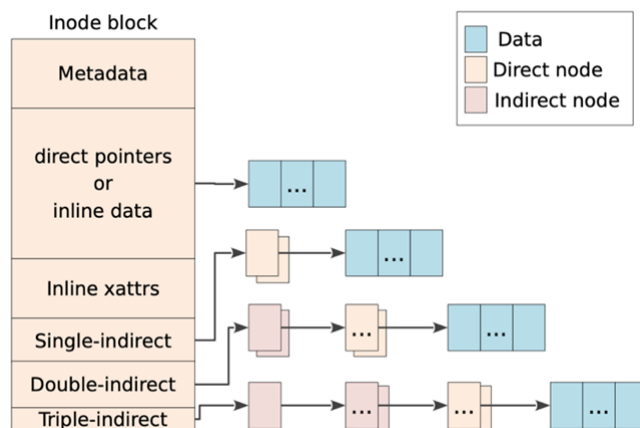 Inode block
Metadata
direct pointers
or
inline data
Inline xattrs
Single-indirect
Double-indirect
Triple-indirect
Data
Direct node
Indirect node
...
...
...
...
...
...
...